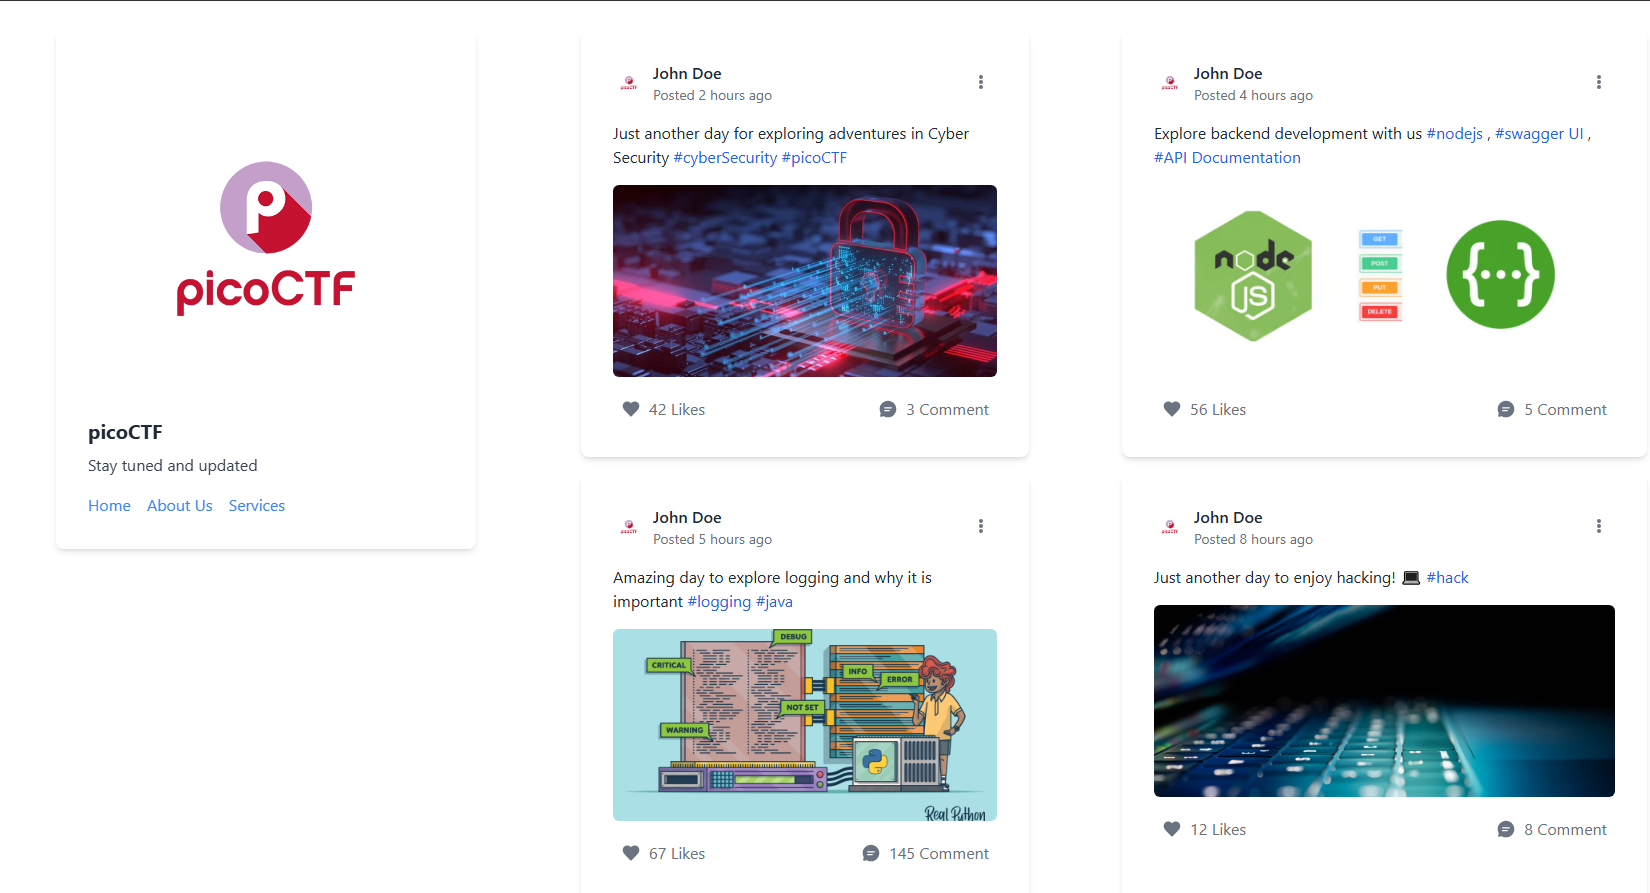 picoCTF
picoCTF
Stay tuned and updated
Home About Us Services
John Doe
Posted 2 hours ago
Just another day for exploring adventures in Cyber
Security #cyberSecurity #picoCTF
42 Likes 3 Comment
John Doe
Posted 4 hours ago
Explore backend development with us #nodejs , #swagger UI ,
#API Documentation
node
JS
GET
POST
PUT
DELETE
{...}
56 Likes 5 Comment
John Doe
Posted 5 hours ago
Amazing day to explore logging and why it is
important #logging #java
DEBUG
CRITICAL
INFO
ERROR
NOT SET
WARNING
Real Python
67 Likes 145 Comment
John Doe
Posted 8 hours ago
Just another day to enjoy hacking! 💻 #hack
12 Likes 8 Comment